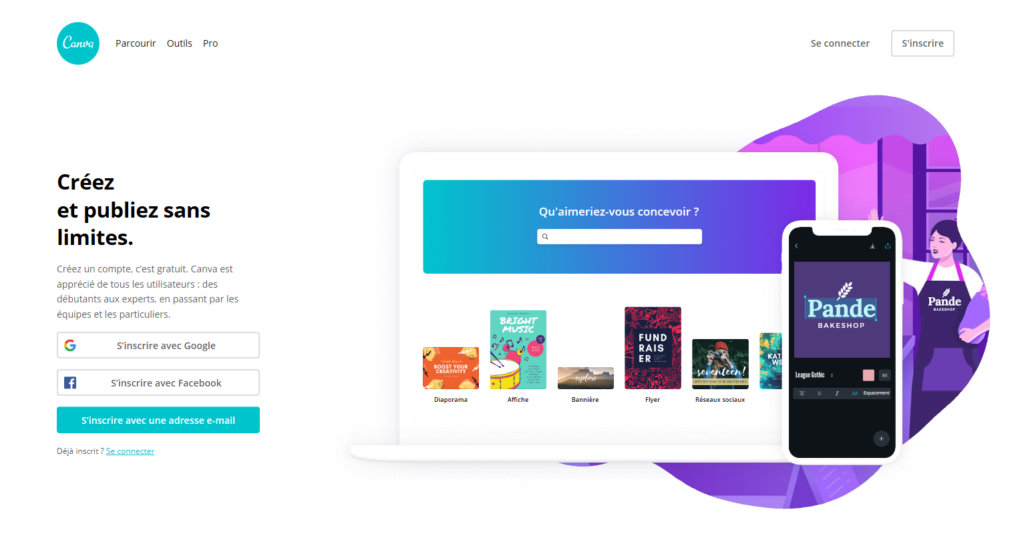 Canva
Parcourir
Outils
Pro
Se connecter
S'inscrire
Créez
et publiez sans
limites.
Créez un compte, c'est gratuit. Canva est
apprécié de tous les utilisateurs : des
débutants aux experts, en passant par les
équipes et les particuliers.
S'inscrire avec Google
S'inscrire avec Facebook
S'inscrire avec une adresse e-mail
Déjà inscrit ? Se connecter
Qu'aimeriez-vous concevoir ?
BOOST YOUR
CREATIVITY
Diaporama
BRIGHT
MUSIC
Affiche
explore
Bannière
FUND
RAIS
ER
Flyer
seventeen!
Réseaux sociaux
Pande
BAKESHOP
League Gothic
Espacement
Pande
BAKESHOP